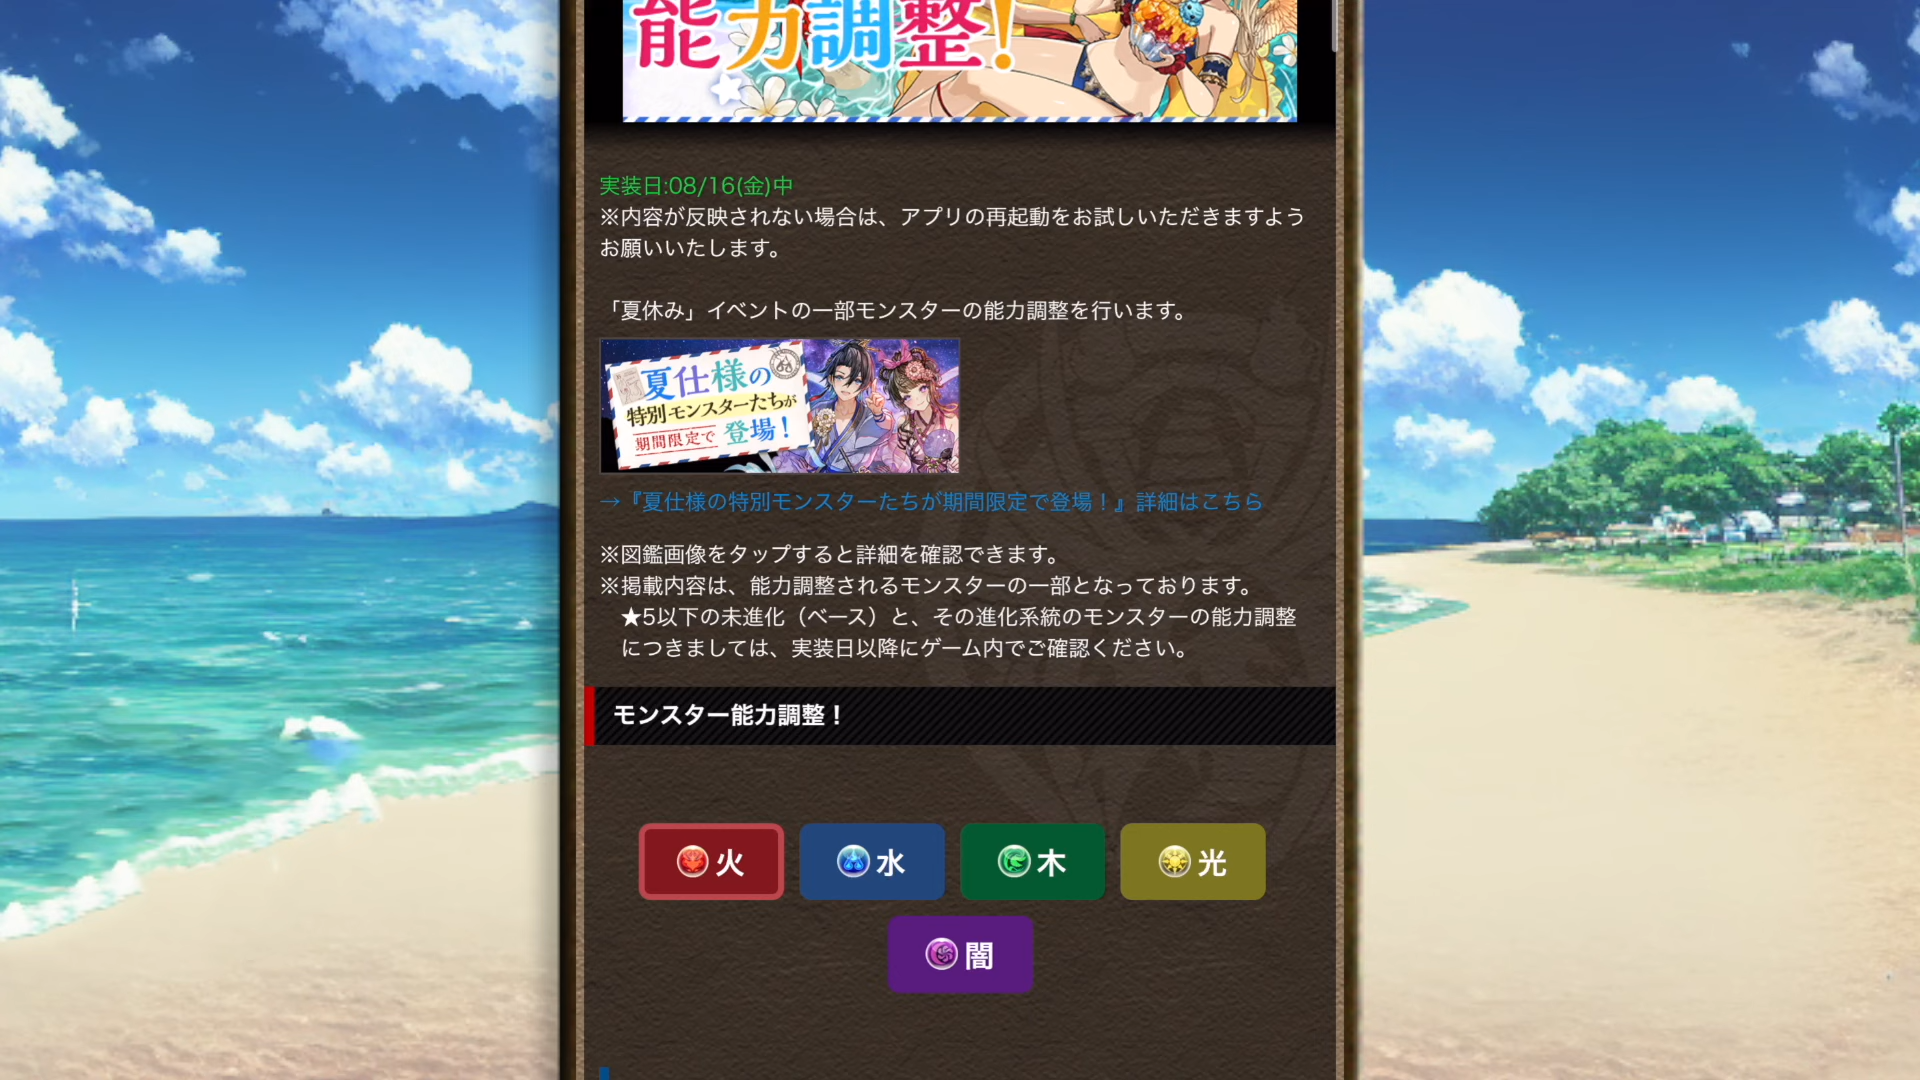 能力調整!
実装日:08/16(金)中
※内容が反映されない場合は、アプリの再起動をお試しいただきますよう
お願いいたします。
「夏休み」イベントの一部モンスターの能力調整を行います。
夏仕様の
特別モンスターたちが
期間限定で登場!
→『夏仕様の特別モンスターたちが期間限定で登場！』詳細はこちら
※図鑑画像をタップすると詳細を確認できます。
※掲載内容は、能力調整されるモンスターの一部となっております。
★5以下の未進化（ベース）と、その進化系統のモンスターの能力調整
につきましては、実装日以降にゲーム内でご確認ください。
モンスター能力調整！
火 水 木 光
闇